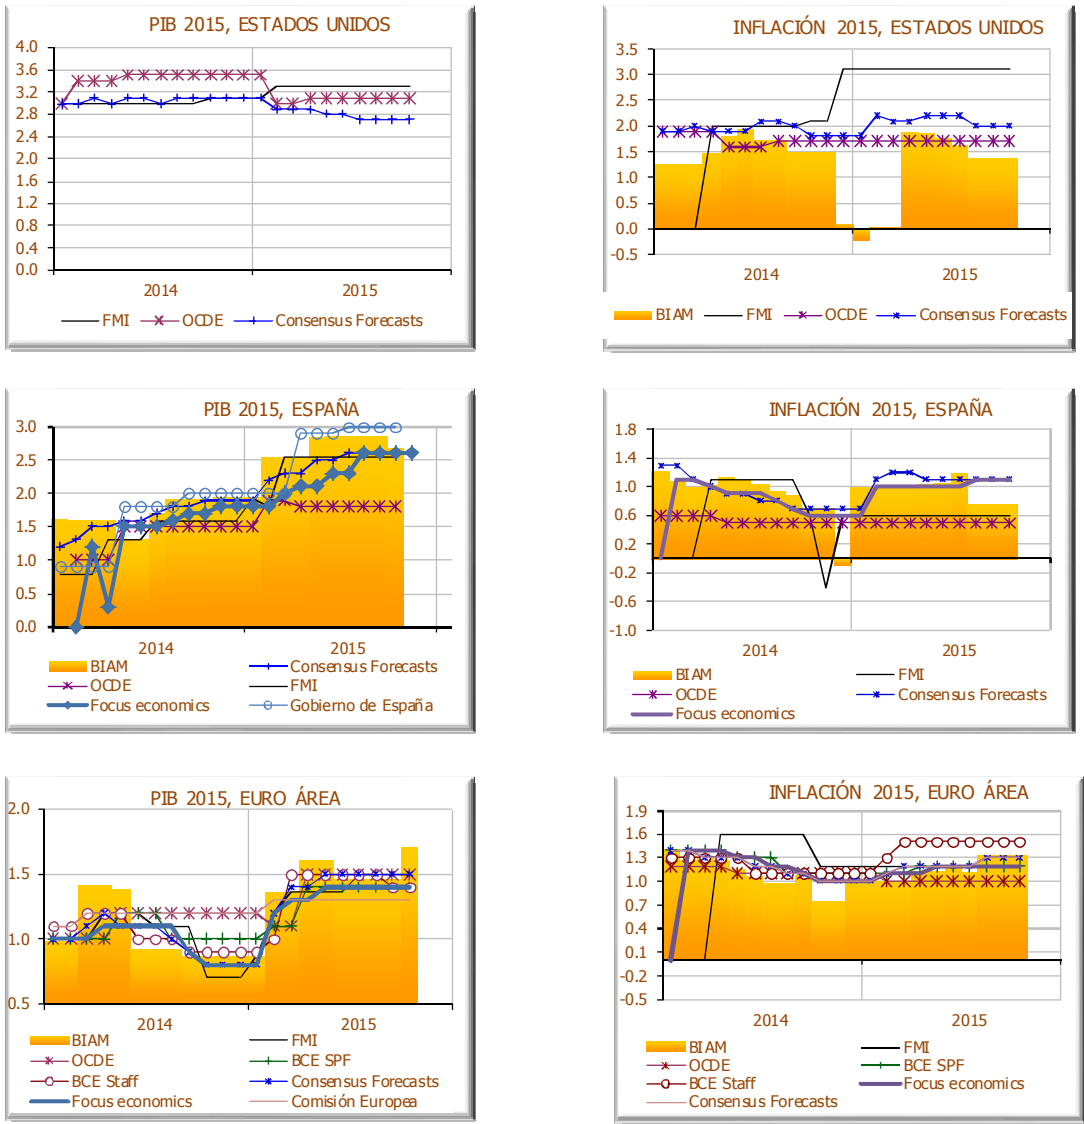 PIB 2015, ESTADOS UNIDOS
4.0
3.6
3.2
2.8
2.4
2.0
1.6
1.2
0.8
0.4
0.0
2014 2015
FMI OCDE Consensus Forecasts
INFLACIÓN 2015, ESTADOS UNIDOS
3.5
3.0
2.5
2.0
1.5
1.0
0.5
0.0
-0.5
2014 2015
BIAM FMI OCDE Consensus Forecasts
PIB 2015, ESPAÑA
3.0
2.5
2.0
1.5
1.0
0.5
0.0
2014 2015
BIAM Consensus Forecasts
OCDE FMI
Focus economics Gobierno de España
INFLACIÓN 2015, ESPAÑA
1.8
1.4
1.0
0.6
0.2
-0.2
-0.6
-1.0
2014 2015
BIAM FMI
OCDE Consensus Forecasts
Focus economics
PIB 2015, EURO ÁREA
2.0
1.5
1.0
0.5
2014 2015
BIAM FMI
OCDE BCE SPF
BCE Staff Consensus Forecasts
Focus economics Comisión Europea
INFLACIÓN 2015, EURO ÁREA
1.9
1.6
1.3
1.0
0.7
0.4
0.1
-0.2
-0.5
2014 2015
BIAM FMI
OCDE BCE SPF
BCE Staff Focus economics
Consensus Forecasts